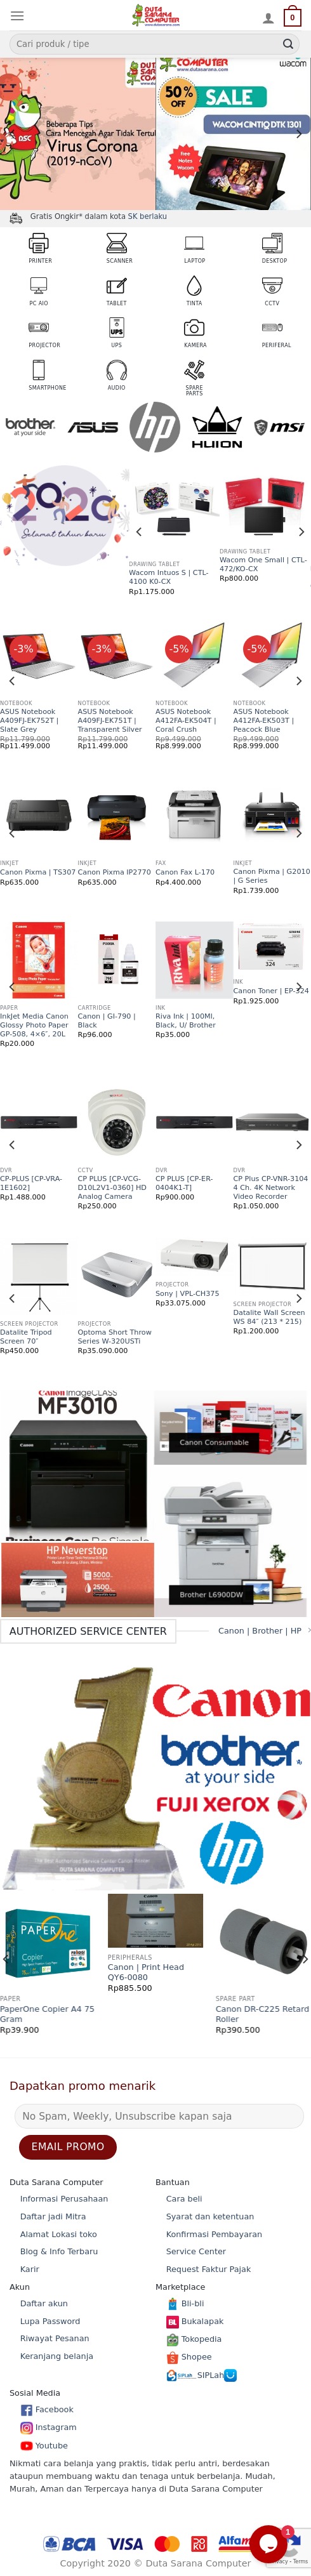 DUTA SARANA COMPUTER
dutasarana.com
0
Cari produk / tipe
Beberapa Tips
Cara Mencegah Agar Tidak Tertular
Virus Corona
(2019-nCoV)
50%
OFF
SALE
WACOM CINTIQ DTK 1301
Gratis Ongkir* dalam kota SK berlaku
PRINTER
SCANNER
LAPTOP
DESKTOP
PC AIO
TABLET
TINTA
CCTV
PROJECTOR
UPS
KAMERA
PERIFERAL
SMARTPHONE
AUDIO
SPARE
PARTS
brother
at your side
ASUS
hp
HUION
msi
2020
Selamat tahun baru
DRAWING TABLET
Wacom Intuos S | CTL-
4100 K0-CX
Rp1.175.000
DRAWING TABLET
Wacom One Small | CTL-
472/KO-CX
Rp800.000
-3%
NOTEBOOK
ASUS Notebook
A409FJ-EK752T |
Slate Grey
Rp11.799.000
Rp11.499.000
-3%
NOTEBOOK
ASUS Notebook
A409FJ-EK751T |
Transparent Silver
Rp11.799.000
Rp11.499.000
-5%
NOTEBOOK
ASUS Notebook
A412FA-EK504T |
Coral Crush
Rp9.499.000
Rp8.999.000
-5%
NOTEBOOK
ASUS Notebook
A412FA-EK503T |
Peacock Blue
Rp9.499.000
Rp8.999.000
INKJET
Canon Pixma | TS307
Rp635.000
INKJET
Canon Pixma IP2770
Rp635.000
FAX
Canon Fax L-170
Rp4.400.000
INKJET
Canon Pixma | G2010
| G Series
Rp1.739.000
PAPER
InkJet Media Canon
Glossy Photo Paper
GP-508, 4×6″, 20L
Rp20.000
CARTRIDGE
Canon | GI-790 |
Black
Rp96.000
INK
Riva Ink | 100Ml,
Black, U/ Brother
Rp35.000
INK
Canon Toner | EP-324
Rp1.925.000
DVR
CP-PLUS [CP-VRA-
1E1602]
Rp1.488.000
CCTV
CP PLUS [CP-VCG-
D10L2V1-0360] HD
Analog Camera
Rp250.000
DVR
CP PLUS [CP-ER-
0404K1-T]
Rp900.000
DVR
CP Plus CP-VNR-3104
4 Ch. 4K Network
Video Recorder
Rp1.050.000
SCREEN PROJECTOR
Datalite Tripod
Screen 70″
Rp450.000
PROJECTOR
Optoma Short Throw
Series W-320USTi
Rp35.090.000
PROJECTOR
Sony | VPL-CH375
Rp33.075.000
SCREEN PROJECTOR
Datalite Wall Screen
WS 84″ (213 * 215)
Rp1.200.000
Canon imageCLASS
MF3010
Canon Consumable
HP Neverstop
5000
2500
Brother L6900DW
AUTHORIZED SERVICE CENTER
Canon | Brother | HP
Canon
brother
at your side
FUJI XEROX
hp
DUTA SARANA COMPUTER
PAPER
PaperOne Copier A4 75
Gram
Rp39.900
PERIPHERALS
Canon | Print Head
QY6-0080
Rp885.500
SPARE PART
Canon DR-C225 Retard
Roller
Rp390.500
Dapatkan promo menarik
No Spam, Weekly, Unsubscribe kapan saja
EMAIL PROMO
Duta Sarana Computer
Informasi Perusahaan
Daftar jadi Mitra
Alamat Lokasi toko
Blog & Info Terbaru
Karir
Bantuan
Cara beli
Syarat dan ketentuan
Konfirmasi Pembayaran
Service Center
Request Faktur Pajak
Akun
Daftar akun
Lupa Password
Riwayat Pesanan
Keranjang belanja
Marketplace
Bli-bli
Bukalapak
Tokopedia
Shopee
SIPLah
Sosial Media
Facebook
Instagram
Youtube
Nikmati cara belanja yang praktis, tidak perlu antri, berdesakan
ataupun membuang waktu dan tenaga untuk berbelanja. Mudah,
Murah, Aman dan Terpercaya hanya di Duta Sarana Computer
BCA
VISA
1
Copyright 2020 © Duta Sarana Computer